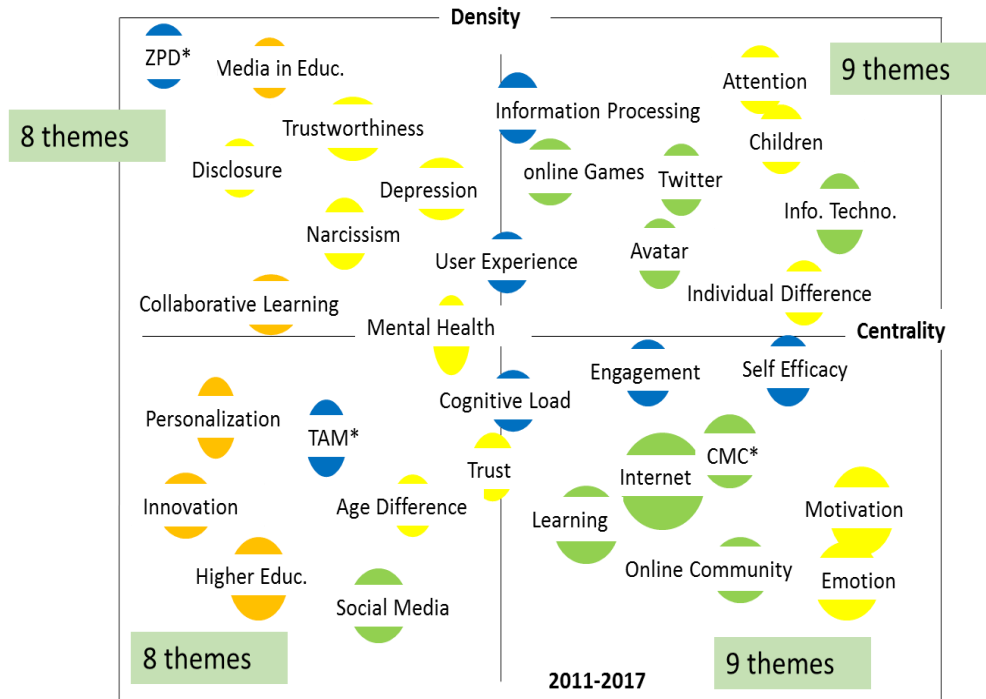 Density
ZPD*
Media in Educ.
9 themes
Attention
Information Processing
8 themes
Trustworthiness
Children
Disclosure
Depression
online Games
Twitter
Info. Techno.
Narcissism
User Experience
Avatar
Individual Difference
Collaborative Learning
Mental Health
Centrality
Engagement
Self Efficacy
Personalization
TAM*
Cognitive Load
CMC*
Trust
Internet
Innovation
Age Difference
Learning
Motivation
Higher Educ.
Social Media
Online Community
Emotion
8 themes
9 themes
2011-2017